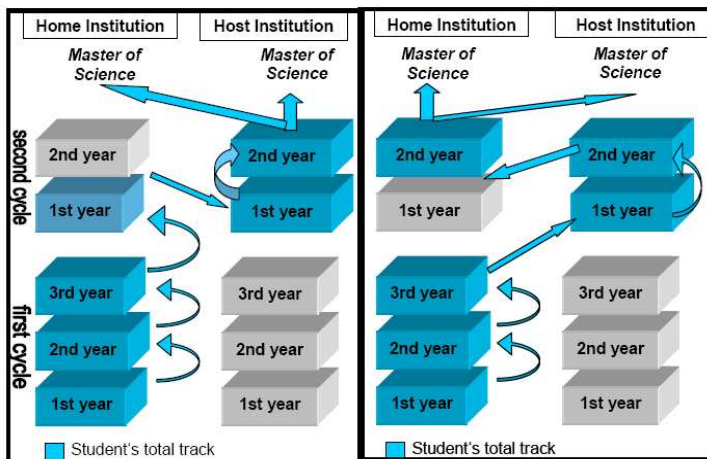 Home Institution
Host Institution
Master of
Science
Master of
Science
second cycle
2nd year
2nd year
1st year
1st year
first cycle
3rd year
3rd year
2nd year
2nd year
1st year
1st year
Student's total track
Home Institution
Host Institution
Master of
Science
Master of
Science
2nd year
2nd year
1st year
1st year
3rd year
3rd year
2nd year
2nd year
1st year
1st year
Student's total track